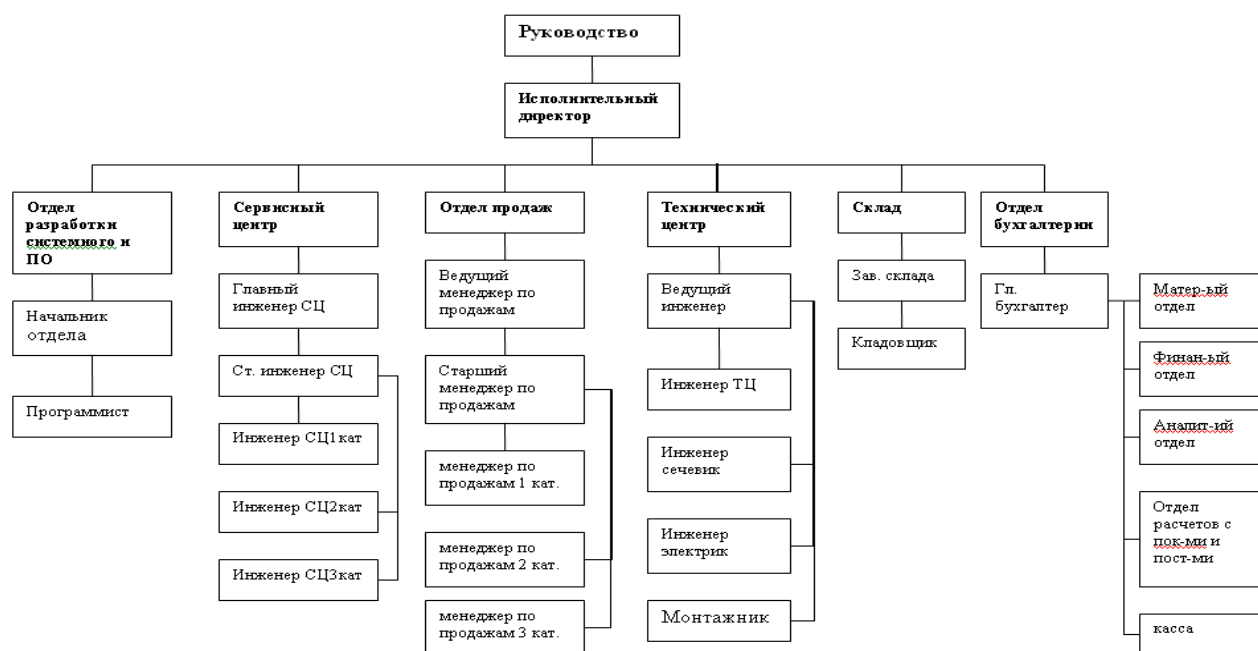 Руководство
Исполнительный
директор
Отдел
разработки
системного и
ПО
Начальник
отдела
Программист
Сервисный
центр
Главный
инженер СЦ
Ст. инженер СЦ
Инженер СЦ1кат
Инженер СЦ2кат
Инженер СЦ3кат
Отдел продаж
Ведущий
менеджер по
продажам
Старший
менеджер по
продажам
менеджер по
продажам 1 кат.
менеджер по
продажам 2 кат.
менеджер по
продажам 3 кат.
Технический
центр
Ведущий
инженер
Инженер ТЦ
Инженер
сечевик
Инженер
электрик
Монтажник
Склад
Зав. склада
Кладовщик
Отдел
бухгалтерии
Гл.
бухгалтер
Матер-ый
отдел
Финан-ый
отдел
Аналит-ий
отдел
Отдел
расчетов с
пок-ми и
пост-ми
касса